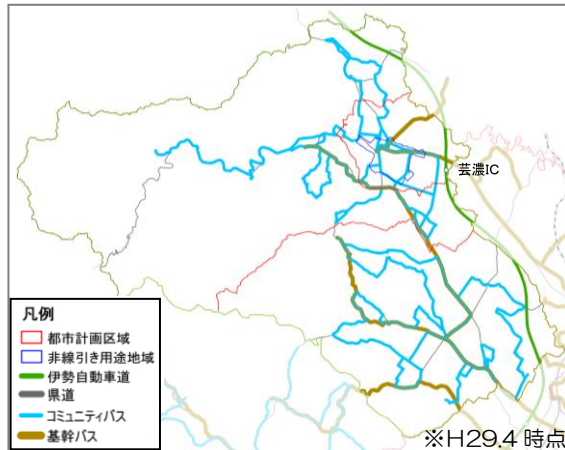 芸濃IC
凡例
都市計画区域
非線引き用途地域
伊勢自動車道
県道
コミュニティバス
基幹バス
※H29.4 時点